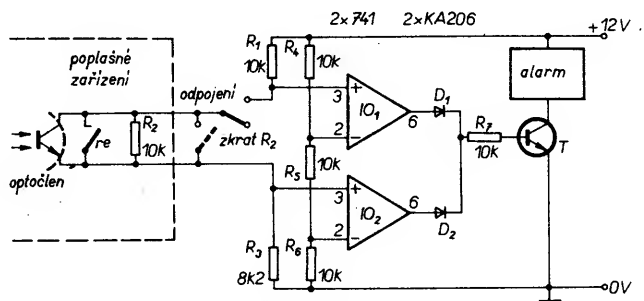 2×741 2×KA206
+12V
poplašné
zařízení
odpojení
R1
10k
R4
10k
alarm
3
+
2
−
IO1
6
D1
R2
10k
zkrat R2
re
optočlen
R5
10k
R7
10k
T
3
+
2
−
IO2
6
D2
R3
8k2
R6
10k
0V